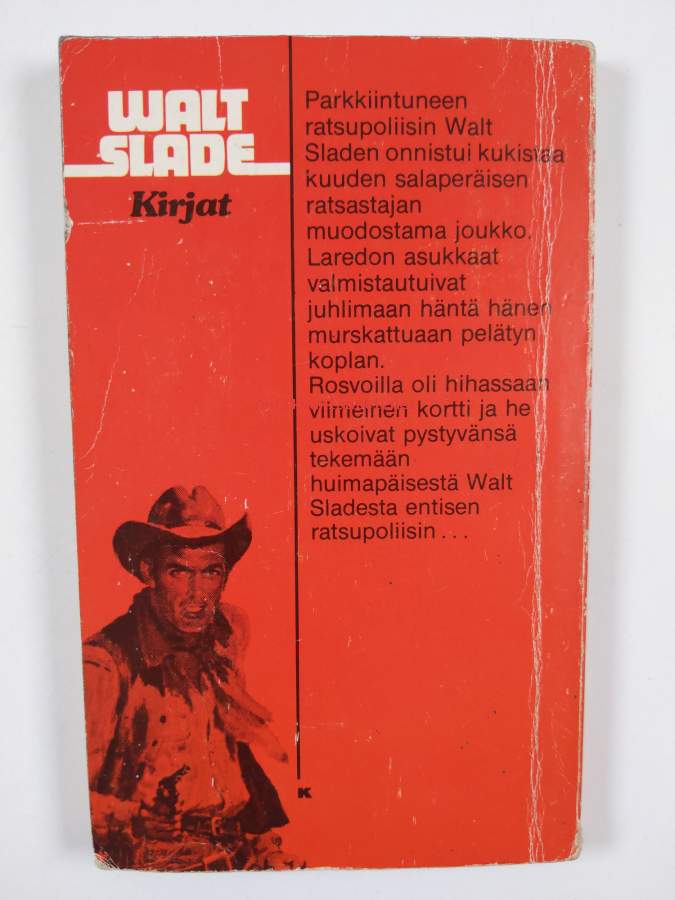 WALT
SLADE
Kirjat
Parkkiintuneen
ratsupoliisin Walt
Sladen onnistui kukistaa
kuuden salaperäisen
ratsastajan
muodostama joukko.
Laredon asukkaat
valmistautuivat
juhlimaan häntä hänen
murskattuaan pelätyn
koplan.
Rosvoilla oli hihassaan
viimeinen kortti ja he
uskoivat pystyvänsä
tekemään
huimapäisestä Walt
Sladesta entisen
ratsupoliisin...
K